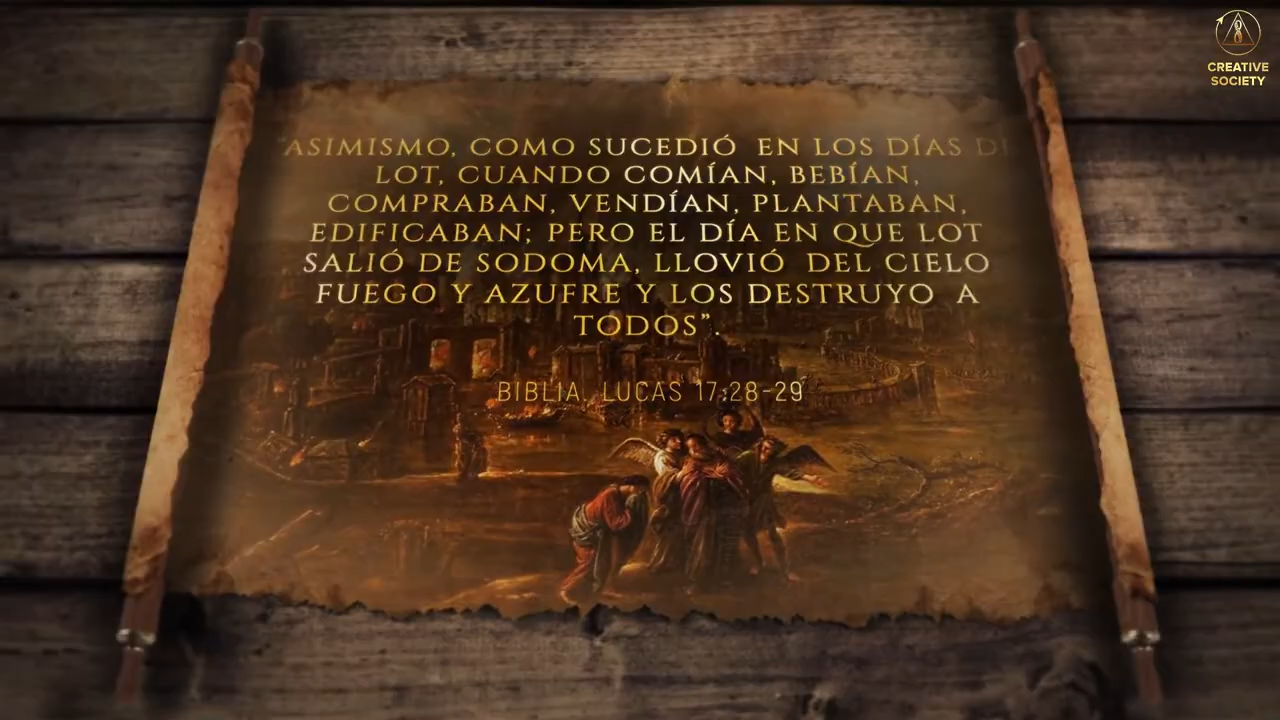 "ASIMISMO, COMO SUCEDIÓ EN LOS DÍAS DE
LOT, CUANDO COMÍAN, BEBÍAN,
COMPRABAN, VENDÍAN, PLANTABAN,
EDIFICABAN; PERO EL DÍA EN QUE LOT
SALIÓ DE SODOMA, LLOVIÓ DEL CIELO
FUEGO Y AZUFRE Y LOS DESTRUYO A
TODOS".
BIBLIA. LUCAS 17:28-29
CREATIVE
SOCIETY